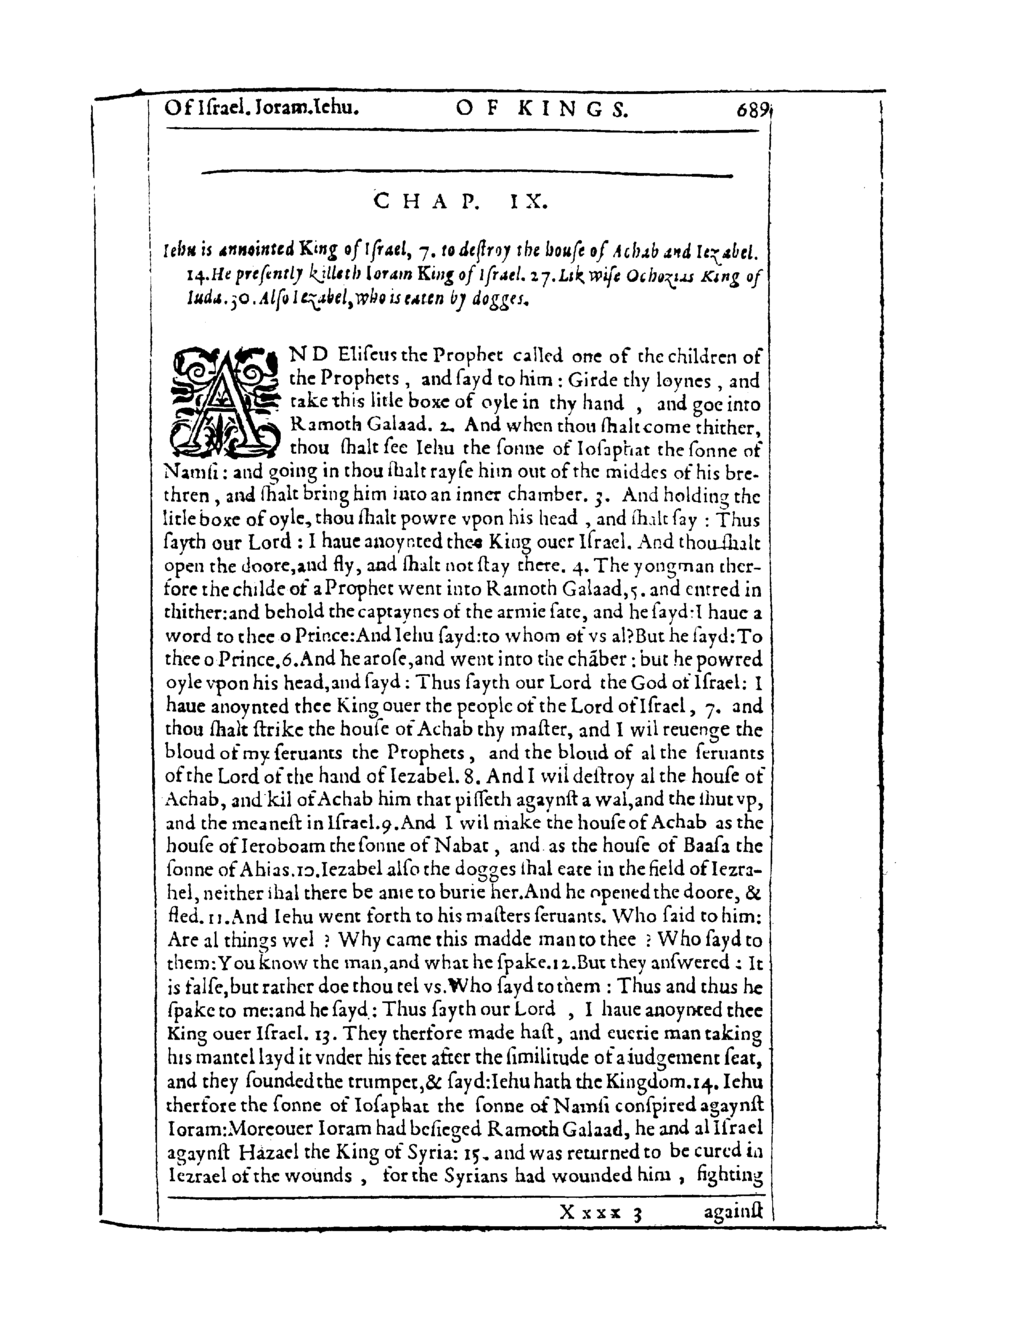 Of Iſrael. Ioram. Iehu. OF KINGS. 689
CHAP. IX.
Iehu is annointed King of Iſrael, 7. to deſtroy the houſe of Achab and Iezabel.
14. He preſently killeth Ioram King of Iſrael. 27. Lik wiſe Ochozias King of
Iuda. 30. Alſo Iezabel, who is eaten by dogges.
AND Eliſeus the Prophet called one of the children of
the Prophets , and ſayd to him : Girde thy loynes , and
take this litle boxe of oyle in thy hand , and goe into
Ramoth Galaad. 2. And when thou ſhalt come thither,
thou ſhalt ſee Iehu the ſonne of Ioſaphat the ſonne of
Namſi : and going in thou ſhalt rayſe him out of the middes of his bre-
thren , and ſhalt bring him into an inner chamber. 3. And holding the
litle boxe of oyle, thou ſhalt powre vpon his head , and ſhalt ſay : Thus
ſayth our Lord : I haue anoynted thee King ouer Iſrael. And thou ſhalt
open the doore, and fly, and ſhalt not ſtay there. 4. The yongman ther-
fore the childe of a Prophet went into Ramoth Galaad, 5. and entred in
thither: and behold the captaynes of the armie ſate, and he ſayd: I haue a
word to thee o Prince: And Iehu ſayd: to whom of vs al? But he ſayd: To
thee o Prince. 6. And he aroſe, and went into the chãber : but he powred
oyle vpon his head, and ſayd : Thus ſayth our Lord the God of Iſrael: I
haue anoynted thee King ouer the people of the Lord of Iſrael , 7. and
thou ſhalt ſtrike the houſe of Achab thy maſter, and I wil reuenge the
bloud of my ſeruants the Prophets , and the bloud of al the ſeruants
of the Lord of the hand of Iezabel. 8. And I wil deſtroy al the houſe of
Achab, and kil of Achab him that piſſeth agaynſt a wal, and the ſhut vp,
and the meaneſt in Iſrael. 9. And I wil make the houſe of Achab as the
houſe of Ieroboam the ſonne of Nabat , and as the houſe of Baaſa the
ſonne of Ahias. 10. Iezabel alſo the dogges ſhal eate in the field of Iezra-
hel, neither ſhal there be anie to burie her. And he opened the doore, &
fled. 11. And Iehu went forth to his maſters ſeruants. Who ſaid to him:
Are al things wel ? Why came this madde man to thee ? Who ſayd to
them: You know the man, and what he ſpake. 12. But they anſwered : It
is falſe, but rather doe thou tel vs. Who ſayd to them : Thus and thus he
ſpake to me: and he ſayd : Thus ſayth our Lord , I haue anoynted thee
King ouer Iſrael. 13. They therfore made haſt, and euerie man taking
his mantel layd it vnder his feet after the ſimilitude of a iudgement ſeat,
and they ſounded the trumpet, & ſayd: Iehu hath the Kingdom. 14. Iehu
therfore the ſonne of Ioſaphat the ſonne of Namſi conſpired agaynſt
Ioram: Moreouer Ioram had beſieged Ramoth Galaad, he and al Iſrael
agaynſt Hazael the King of Syria: 15. and was returned to be cured in
Iezrael of the wounds , for the Syrians had wounded him , fighting
Xxxx 3 againſt